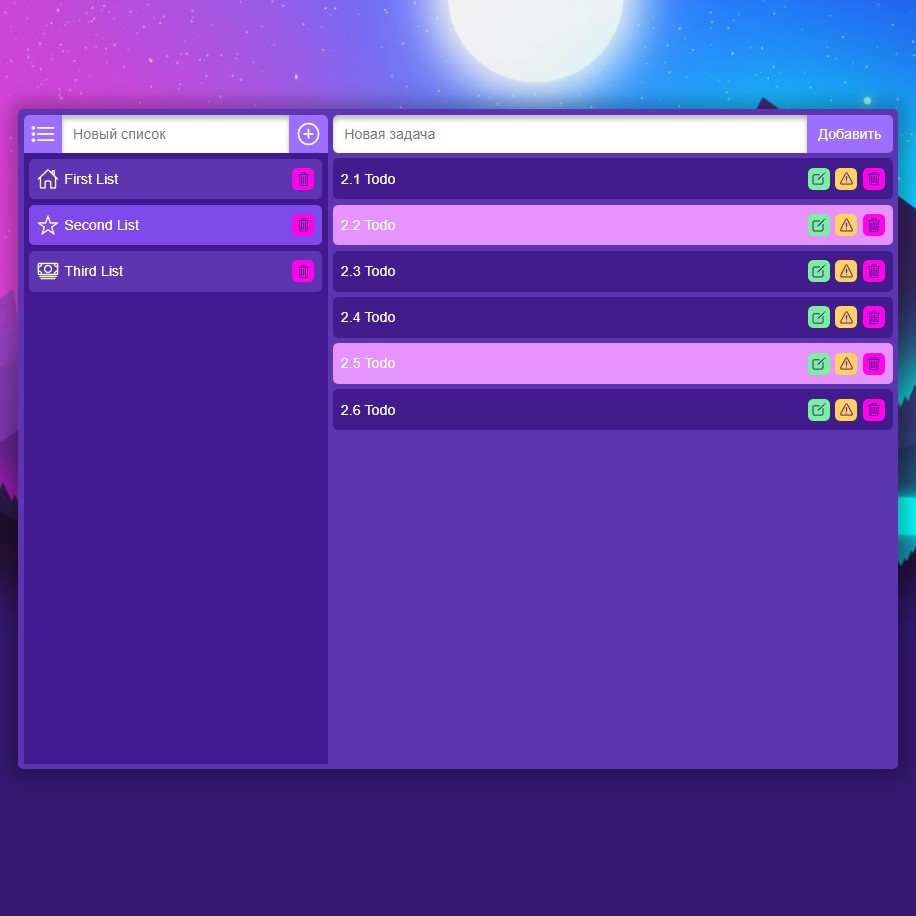 Новый список
Новая задача
Добавить
First List
Second List
Third List
2.1 Todo
2.2 Todo
2.3 Todo
2.4 Todo
2.5 Todo
2.6 Todo